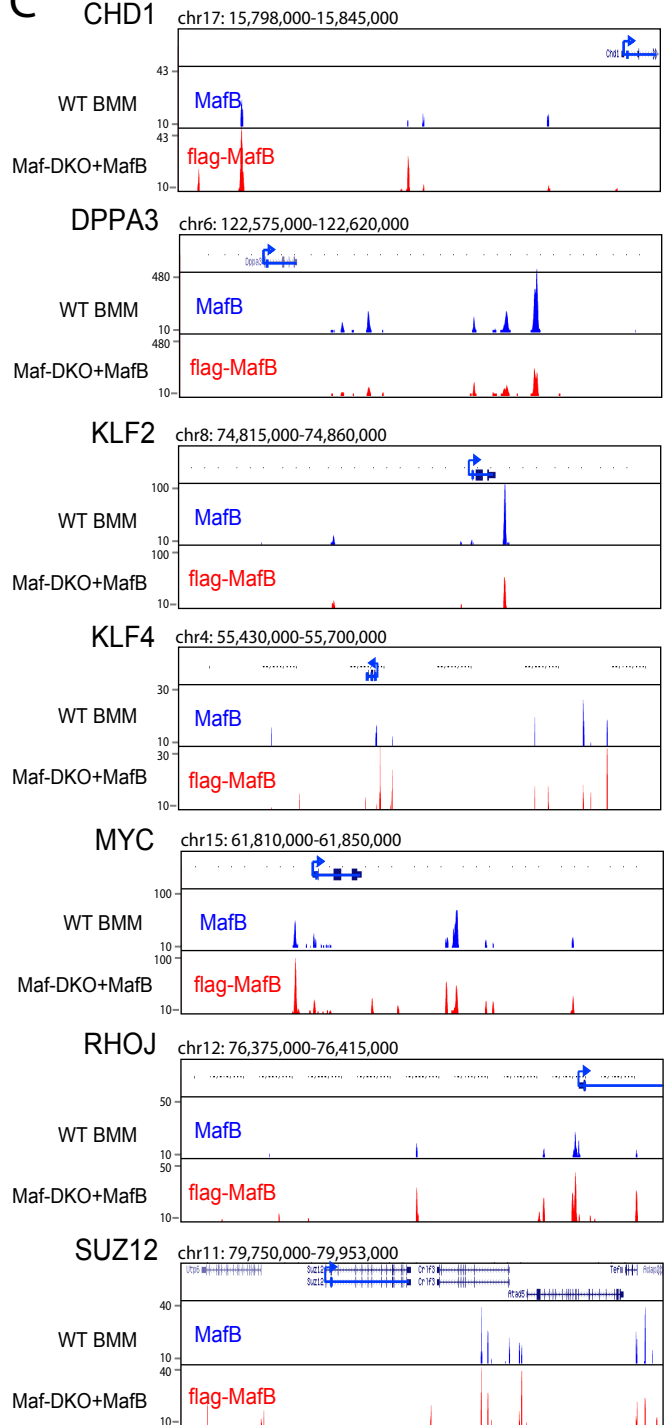 C
CHD1 chr17: 15,798,000-15,845,000
Chd1
43
WT BMM MafB
10
43
Maf-DKO+MafB flag-MafB
10
DPPA3 chr6: 122,575,000-122,620,000
Dppa3
480
WT BMM MafB
10
480
Maf-DKO+MafB flag-MafB
10
KLF2 chr8: 74,815,000-74,860,000
100
WT BMM MafB
10
100
Maf-DKO+MafB flag-MafB
10
KLF4 chr4: 55,430,000-55,700,000
30
WT BMM MafB
10
30
Maf-DKO+MafB flag-MafB
10
MYC chr15: 61,810,000-61,850,000
100
WT BMM MafB
10
100
Maf-DKO+MafB flag-MafB
10
RHOJ chr12: 76,375,000-76,415,000
50
WT BMM MafB
10
50
Maf-DKO+MafB flag-MafB
10
SUZ12 chr11: 79,750,000-79,953,000
Utp6 Suz12 Crlf3 Tefm
Suz12 Crlf3
Atad5
40
WT BMM MafB
10
40
Maf-DKO+MafB flag-MafB
10